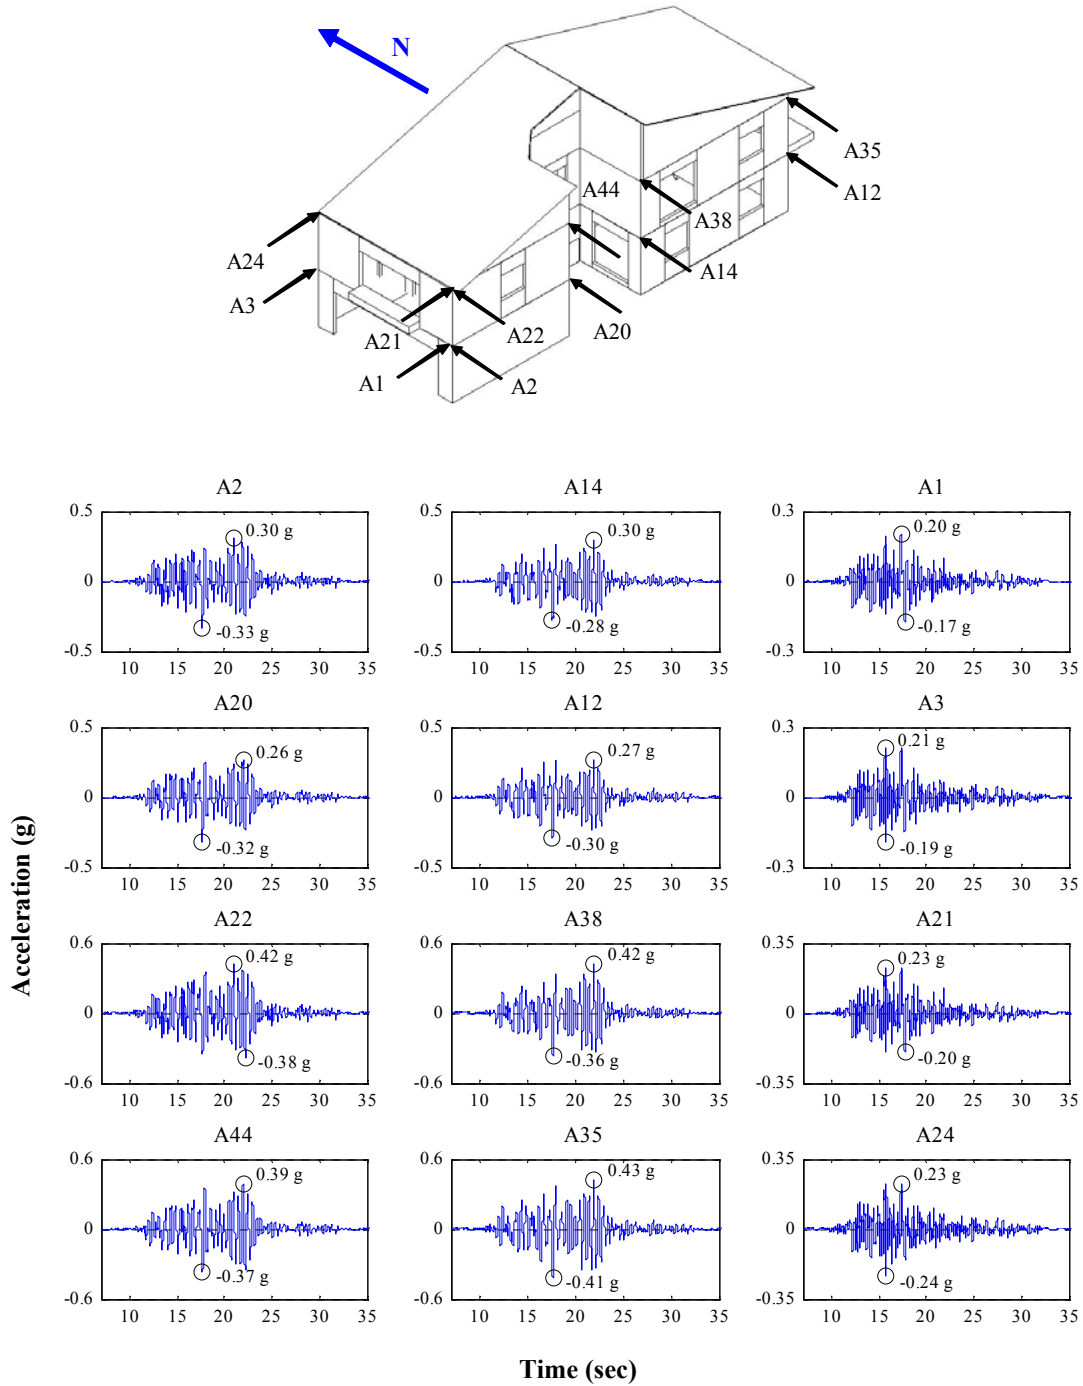 N
A35
A12
A44
A38
A14
A24
A3
A21
A22
A20
A1
A2
A2
0.5
0
-0.5
0.30 g
-0.33 g
10 15 20 25 30 35
A14
0.5
0
-0.5
0.30 g
-0.28 g
10 15 20 25 30 35
A1
0.3
0
-0.3
0.20 g
-0.17 g
10 15 20 25 30 35
A20
0.5
0
-0.5
0.26 g
-0.32 g
10 15 20 25 30 35
A12
0.5
0
-0.5
0.27 g
-0.30 g
10 15 20 25 30 35
A3
0.3
0
-0.3
0.21 g
-0.19 g
10 15 20 25 30 35
A22
0.6
0
-0.6
0.42 g
-0.38 g
10 15 20 25 30 35
A38
0.6
0
-0.6
0.42 g
-0.36 g
10 15 20 25 30 35
A21
0.35
0
-0.35
0.23 g
-0.20 g
10 15 20 25 30 35
A44
0.6
0
-0.6
0.39 g
-0.37 g
10 15 20 25 30 35
A35
0.6
0
-0.6
0.43 g
-0.41 g
10 15 20 25 30 35
A24
0.35
0
-0.35
0.23 g
-0.24 g
10 15 20 25 30 35
Acceleration (g)
Time (sec)